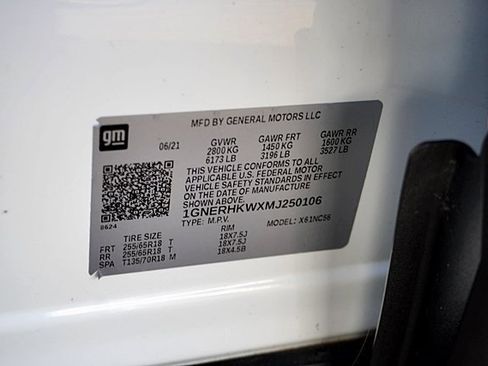 gm
MFD BY GENERAL MOTORS LLC
06/21 GVWR GAWR FRT GAWR RR
2800 KG 1450 KG 1600 KG
6173 LB 3196 LB 3527 LB
THIS VEHICLE CONFORMS TO ALL
APPLICABLE U.S. FEDERAL MOTOR
VEHICLE SAFETY STANDARDS IN EFFECT
ON THE DATE OF MANUFACTURE
SHOWN ABOVE.
1GNERHKWXMJ250106
8624 TYPE: M.P.V. MODEL: X61NC56
TIRE SIZE RIM
FRT 255/65R18 T 18X7.5J
RR 255/65R18 T 18X7.5J
SPA T135/70R18 M 18X4.5B